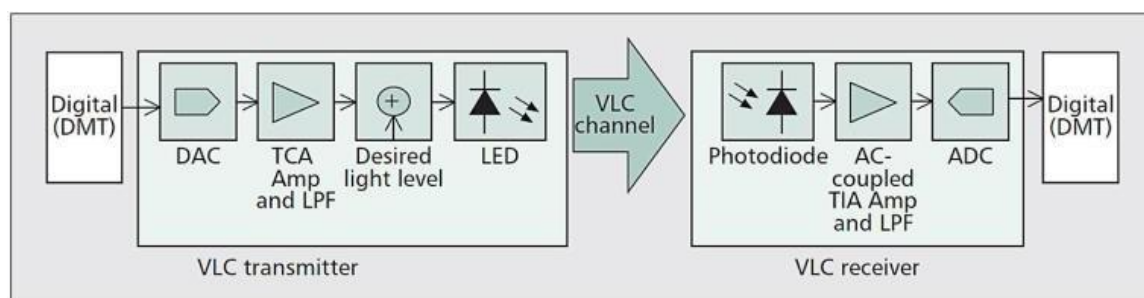 Digital
(DMT)
DAC
TCA
Amp
and LPF
Desired
light level
+
LED
VLC transmitter
VLC
channel
Photodiode
AC-
coupled
TIA Amp
and LPF
ADC
VLC receiver
Digital
(DMT)